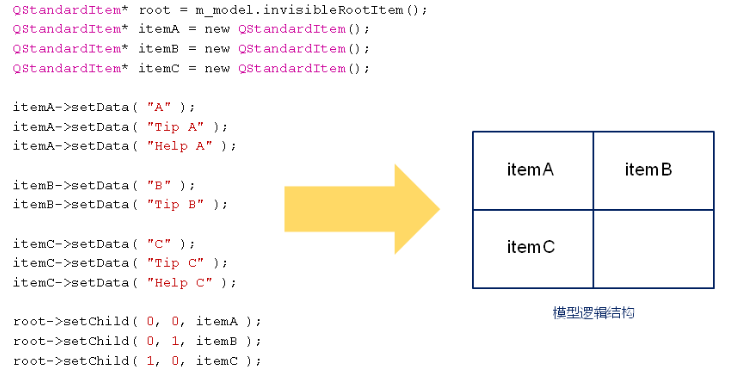 QStandardItem* root = m_model.invisibleRootItem();
QStandardItem* itemA = new QStandardItem();
QStandardItem* itemB = new QStandardItem();
QStandardItem* itemC = new QStandardItem();
itemA->setData( "A" );
itemA->setData( "Tip A" );
itemA->setData( "Help A" );
itemB->setData( "B" );
itemB->setData( "Tip B" );
itemC->setData( "C" );
itemC->setData( "Tip C" );
itemC->setData( "Help C" );
root->setChild( 0, 0, itemA );
root->setChild( 0, 1, itemB );
root->setChild( 1, 0, itemC );
itemA itemB
itemC
模型逻辑结构